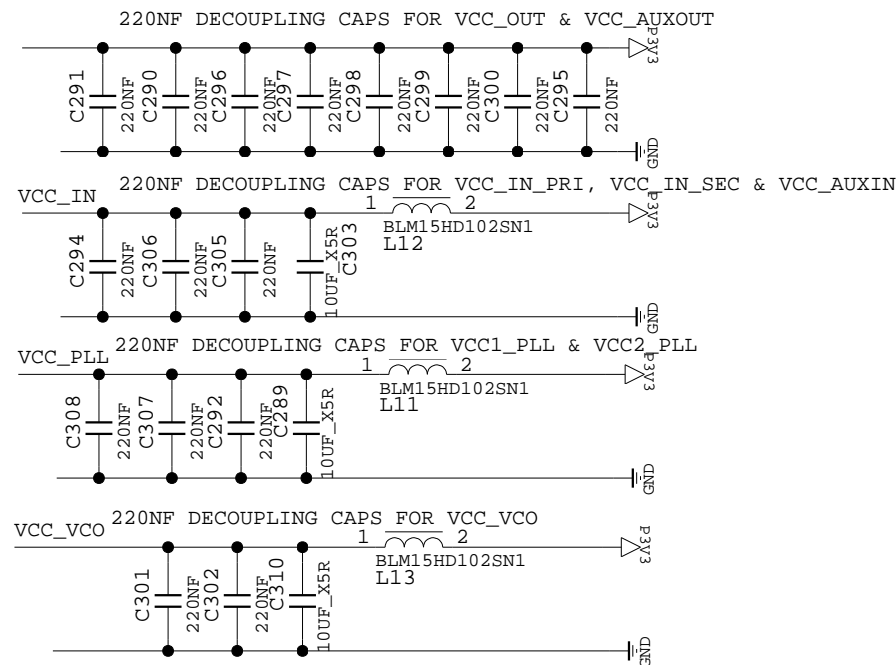 220NF DECOUPLING CAPS FOR VCC_OUT & VCC_AUXOUT
P3V3
C291
220NF
C290
220NF
C296
220NF
C297
220NF
C298
220NF
C299
220NF
C300
220NF
C295
220NF
GND
220NF DECOUPLING CAPS FOR VCC_IN_PRI, VCC_IN_SEC & VCC_AUXIN
VCC_IN
1
2
P3V3
BLM15HD102SN1
L12
C294
220NF
C306
220NF
C305
220NF
10UF_X5R
C303
GND
220NF DECOUPLING CAPS FOR VCC1_PLL & VCC2_PLL
VCC_PLL
1
2
P3V3
BLM15HD102SN1
L11
C308
220NF
C307
220NF
C292
220NF
C289
10UF_X5R
GND
220NF DECOUPLING CAPS FOR VCC_VCO
VCC_VCO
1
2
P3V3
BLM15HD102SN1
L13
C301
220NF
C302
220NF
C310
10UF_X5R
GND